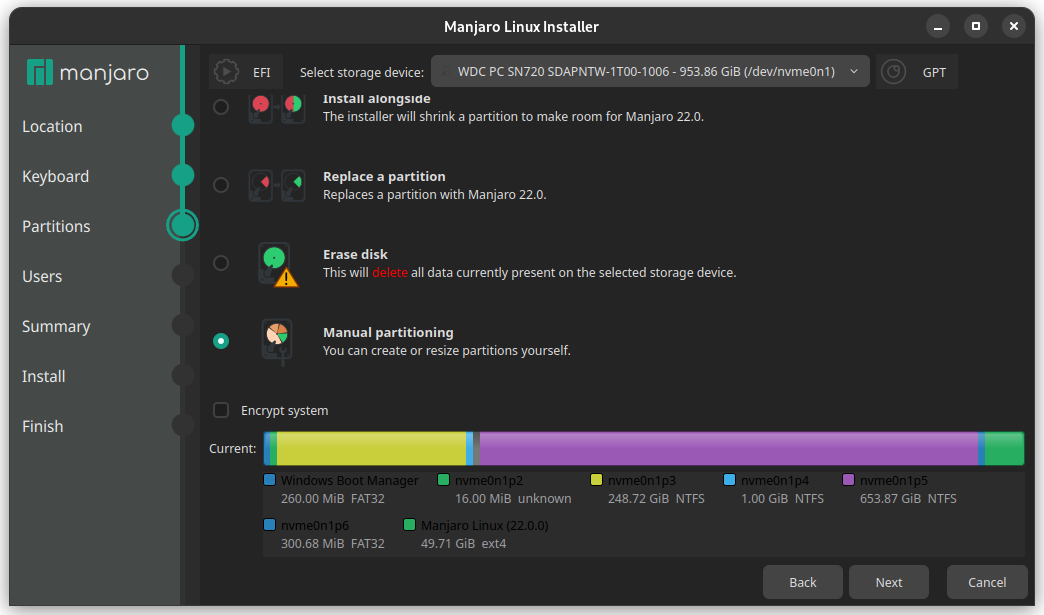 Manjaro Linux Installer
manjaro
Location
Keyboard
Partitions
Users
Summary
Install
Finish
EFI Select storage device: WDC PC SN720 SDAPNTW-1T00-1006 - 953.86 GiB (/dev/nvme0n1) GPT
Install alongside
The installer will shrink a partition to make room for Manjaro 22.0.
Replace a partition
Replaces a partition with Manjaro 22.0.
Erase disk
This will delete all data currently present on the selected storage device.
Manual partitioning
You can create or resize partitions yourself.
Encrypt system
Current:
Windows Boot Manager nvme0n1p2 nvme0n1p3 nvme0n1p4 nvme0n1p5
260.00 MiB FAT32 16.00 MiB unknown 248.72 GiB NTFS 1.00 GiB NTFS 653.87 GiB NTFS
nvme0n1p6 Manjaro Linux (22.0.0)
300.68 MiB FAT32 49.71 GiB ext4
Back Next Cancel